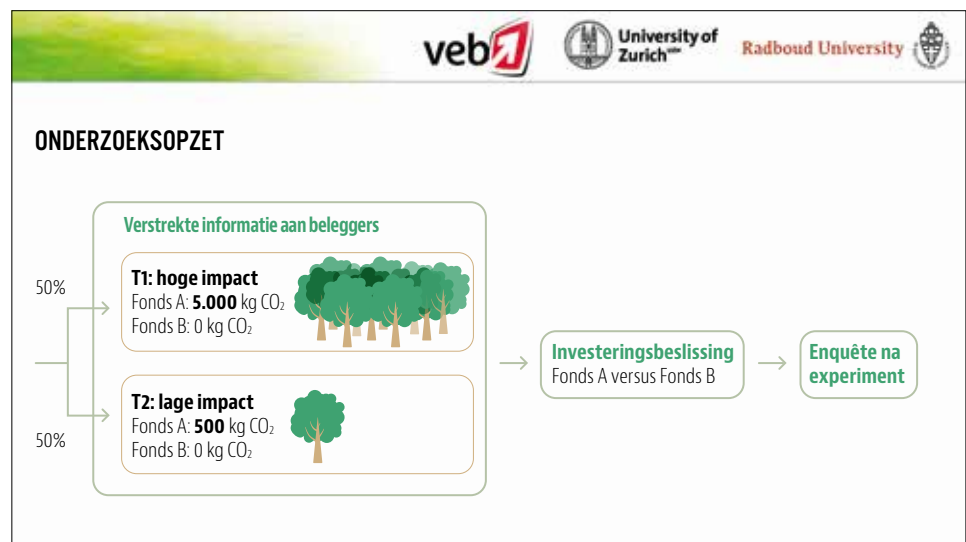 veb
University of
Zurich UZH
Radboud University
ONDERZOEKSOPZET
Verstrekte informatie aan beleggers
50%
T1: hoge impact
Fonds A: 5.000 kg CO₂
Fonds B: 0 kg CO₂
50%
T2: lage impact
Fonds A: 500 kg CO₂
Fonds B: 0 kg CO₂
Investeringsbeslissing
Fonds A versus Fonds B
Enquête na
experiment